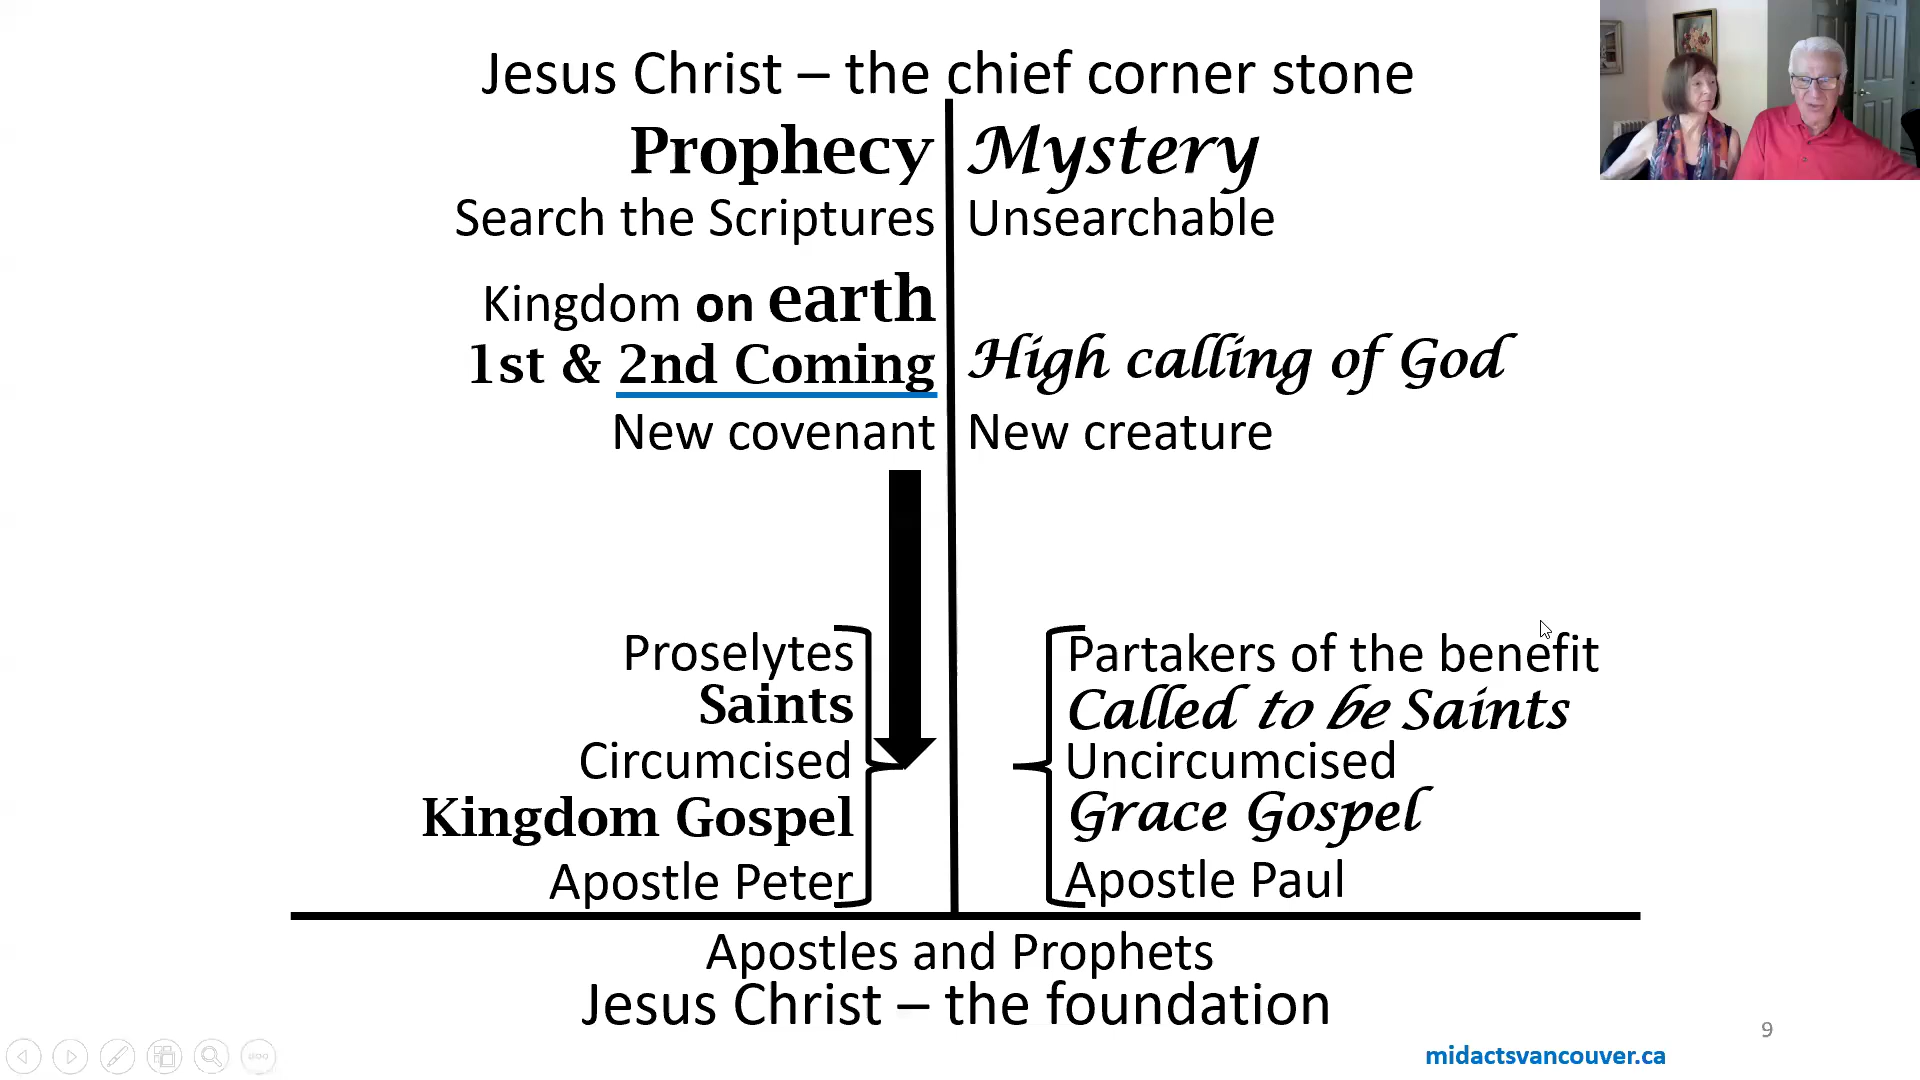 Jesus Christ – the chief corner stone
Prophecy Mystery
Search the Scriptures Unsearchable
Kingdom on earth
1st & 2nd Coming High calling of God
New covenant New creature
Proselytes Partakers of the benefit
Saints Called to be Saints
Circumcised Uncircumcised
Kingdom Gospel Grace Gospel
Apostle Peter Apostle Paul
Apostles and Prophets
Jesus Christ – the foundation
9
midactsvancouver.ca